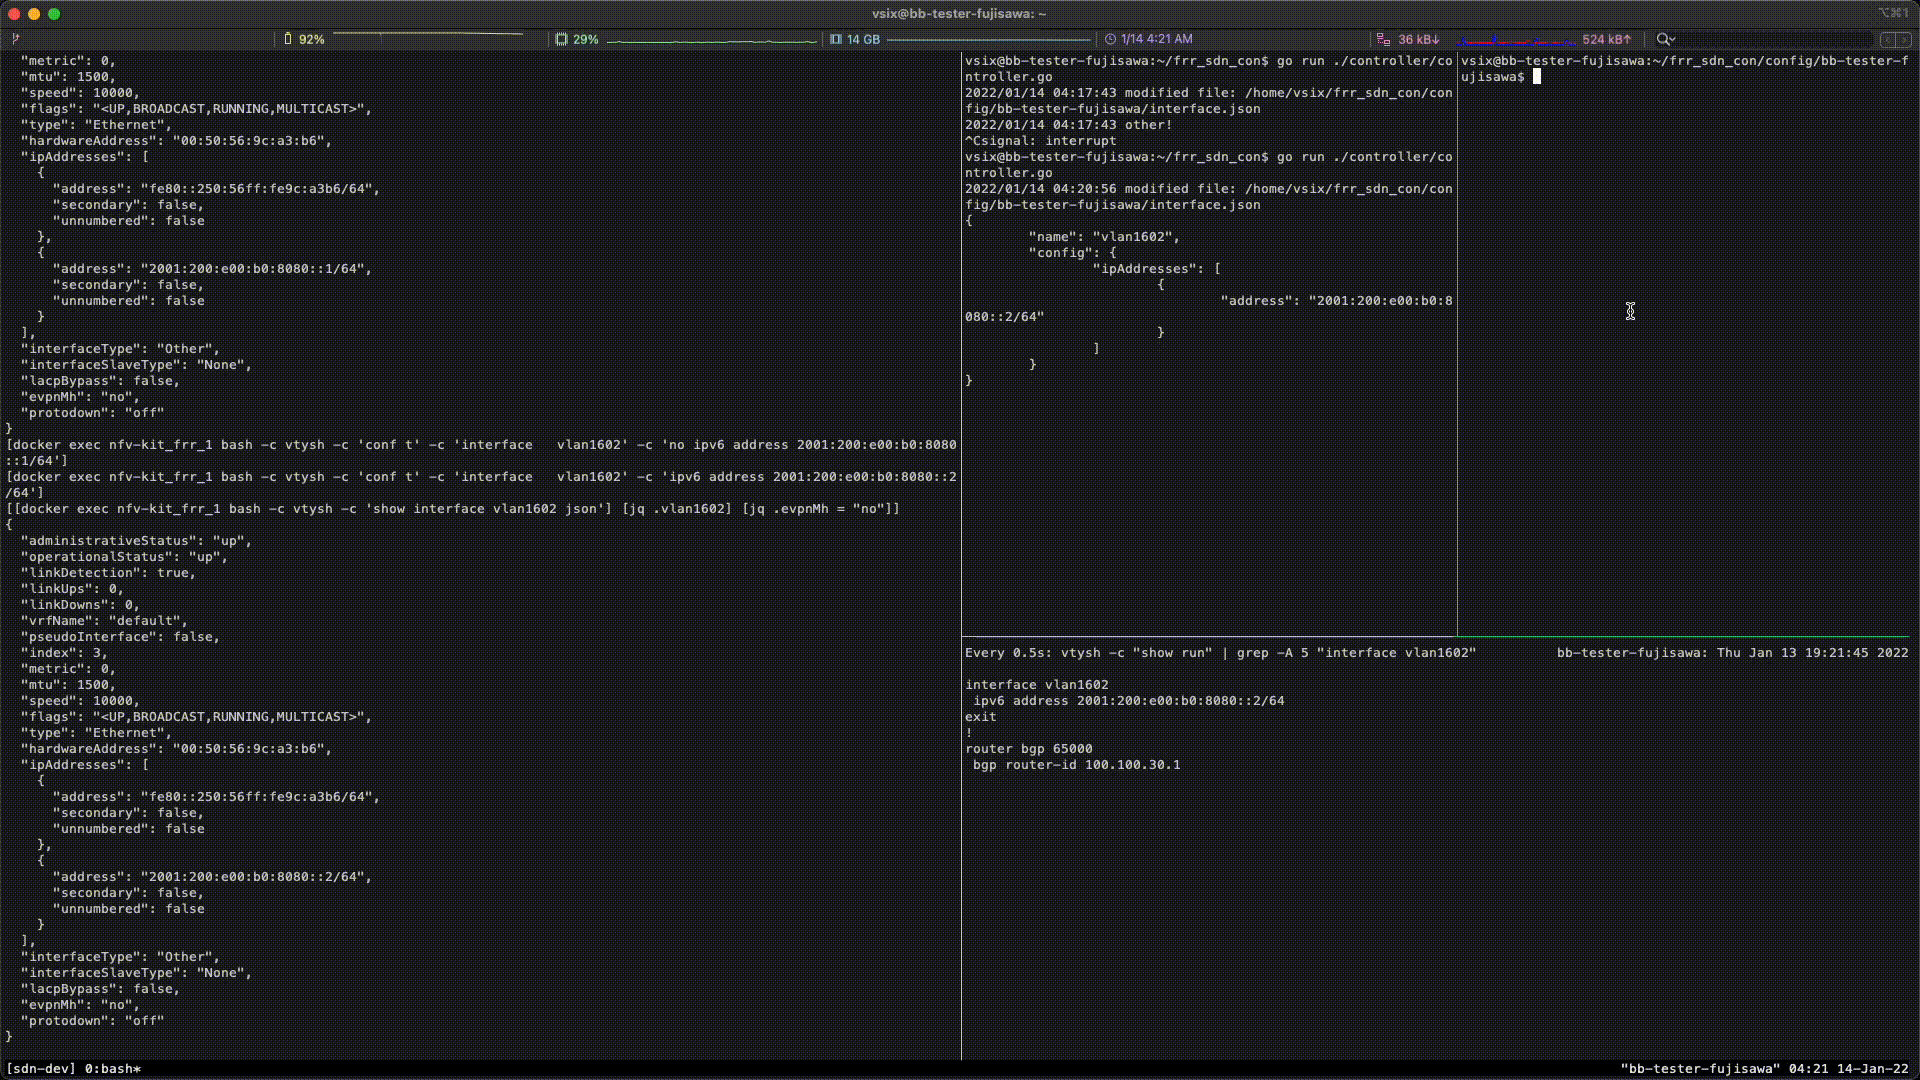 vsix@bb-tester-fujisawa: ~
⌥⌘1
92%
29%
14 GB
1/14 4:21 AM
36 kB↓
524 kB↑
  "metric": 0,
  "mtu": 1500,
  "speed": 10000,
  "flags": "<UP,BROADCAST,RUNNING,MULTICAST>",
  "type": "Ethernet",
  "hardwareAddress": "00:50:56:9c:a3:b6",
  "ipAddresses": [
    {
      "address": "fe80::250:56ff:fe9c:a3b6/64",
      "secondary": false,
      "unnumbered": false
    },
    {
      "address": "2001:200:e00:b0:8080::1/64",
      "secondary": false,
      "unnumbered": false
    }
  ],
  "interfaceType": "Other",
  "interfaceSlaveType": "None",
  "lacpBypass": false,
  "evpnMh": "no",
  "protodown": "off"
}
[docker exec nfv-kit_frr_1 bash -c vtysh -c 'conf t' -c 'interface   vlan1602' -c 'no ipv6 address 2001:200:e00:b0:8080
::1/64']
[docker exec nfv-kit_frr_1 bash -c vtysh -c 'conf t' -c 'interface   vlan1602' -c 'ipv6 address 2001:200:e00:b0:8080::2
/64']
[[docker exec nfv-kit_frr_1 bash -c vtysh -c 'show interface vlan1602 json'] [jq .vlan1602] [jq .evpnMh = "no"]]
{
  "administrativeStatus": "up",
  "operationalStatus": "up",
  "linkDetection": true,
  "linkUps": 0,
  "linkDowns": 0,
  "vrfName": "default",
  "pseudoInterface": false,
  "index": 3,
  "metric": 0,
  "mtu": 1500,
  "speed": 10000,
  "flags": "<UP,BROADCAST,RUNNING,MULTICAST>",
  "type": "Ethernet",
  "hardwareAddress": "00:50:56:9c:a3:b6",
  "ipAddresses": [
    {
      "address": "fe80::250:56ff:fe9c:a3b6/64",
      "secondary": false,
      "unnumbered": false
    },
    {
      "address": "2001:200:e00:b0:8080::2/64",
      "secondary": false,
      "unnumbered": false
    }
  ],
  "interfaceType": "Other",
  "interfaceSlaveType": "None",
  "lacpBypass": false,
  "evpnMh": "no",
  "protodown": "off"
}
vsix@bb-tester-fujisawa:~/frr_sdn_con$ go run ./controller/co
ntroller.go
2022/01/14 04:17:43 modified file: /home/vsix/frr_sdn_con/con
fig/bb-tester-fujisawa/interface.json
2022/01/14 04:17:43 other!
^Csignal: interrupt
vsix@bb-tester-fujisawa:~/frr_sdn_con$ go run ./controller/co
ntroller.go
2022/01/14 04:20:56 modified file: /home/vsix/frr_sdn_con/con
fig/bb-tester-fujisawa/interface.json
{
        "name": "vlan1602",
        "config": {
                "ipAddresses": [
                        {
                                "address": "2001:200:e00:b0:8
080::2/64"
                        }
                ]
        }
}
vsix@bb-tester-fujisawa:~/frr_sdn_con/config/bb-tester-f
ujisawa$
Every 0.5s: vtysh -c "show run" | grep -A 5 "interface vlan1602"
bb-tester-fujisawa: Thu Jan 13 19:21:45 2022
interface vlan1602
 ipv6 address 2001:200:e00:b0:8080::2/64
exit
!
router bgp 65000
 bgp router-id 100.100.30.1
[sdn-dev] 0:bash*
"bb-tester-fujisawa" 04:21 14-Jan-22